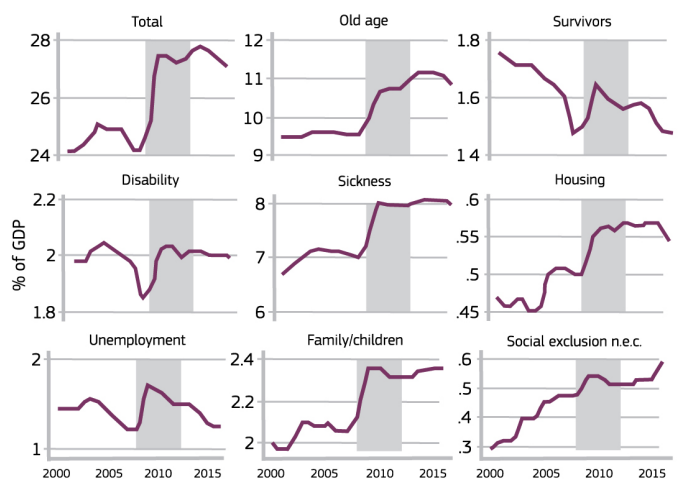 Total
Old age
Survivors
28
26
24
12
11
10
9
1.8
1.6
1.4
Disability
Sickness
Housing
% of GDP
2.2
2
1.8
8
7
6
.6
.55
.5
.45
Unemployment
Family/children
Social exclusion n.e.c.
2
1
2.4
2.2
2
.6
.5
.4
.3
2000 2005 2010 2015
2000 2005 2010 2015
2000 2005 2010 2015